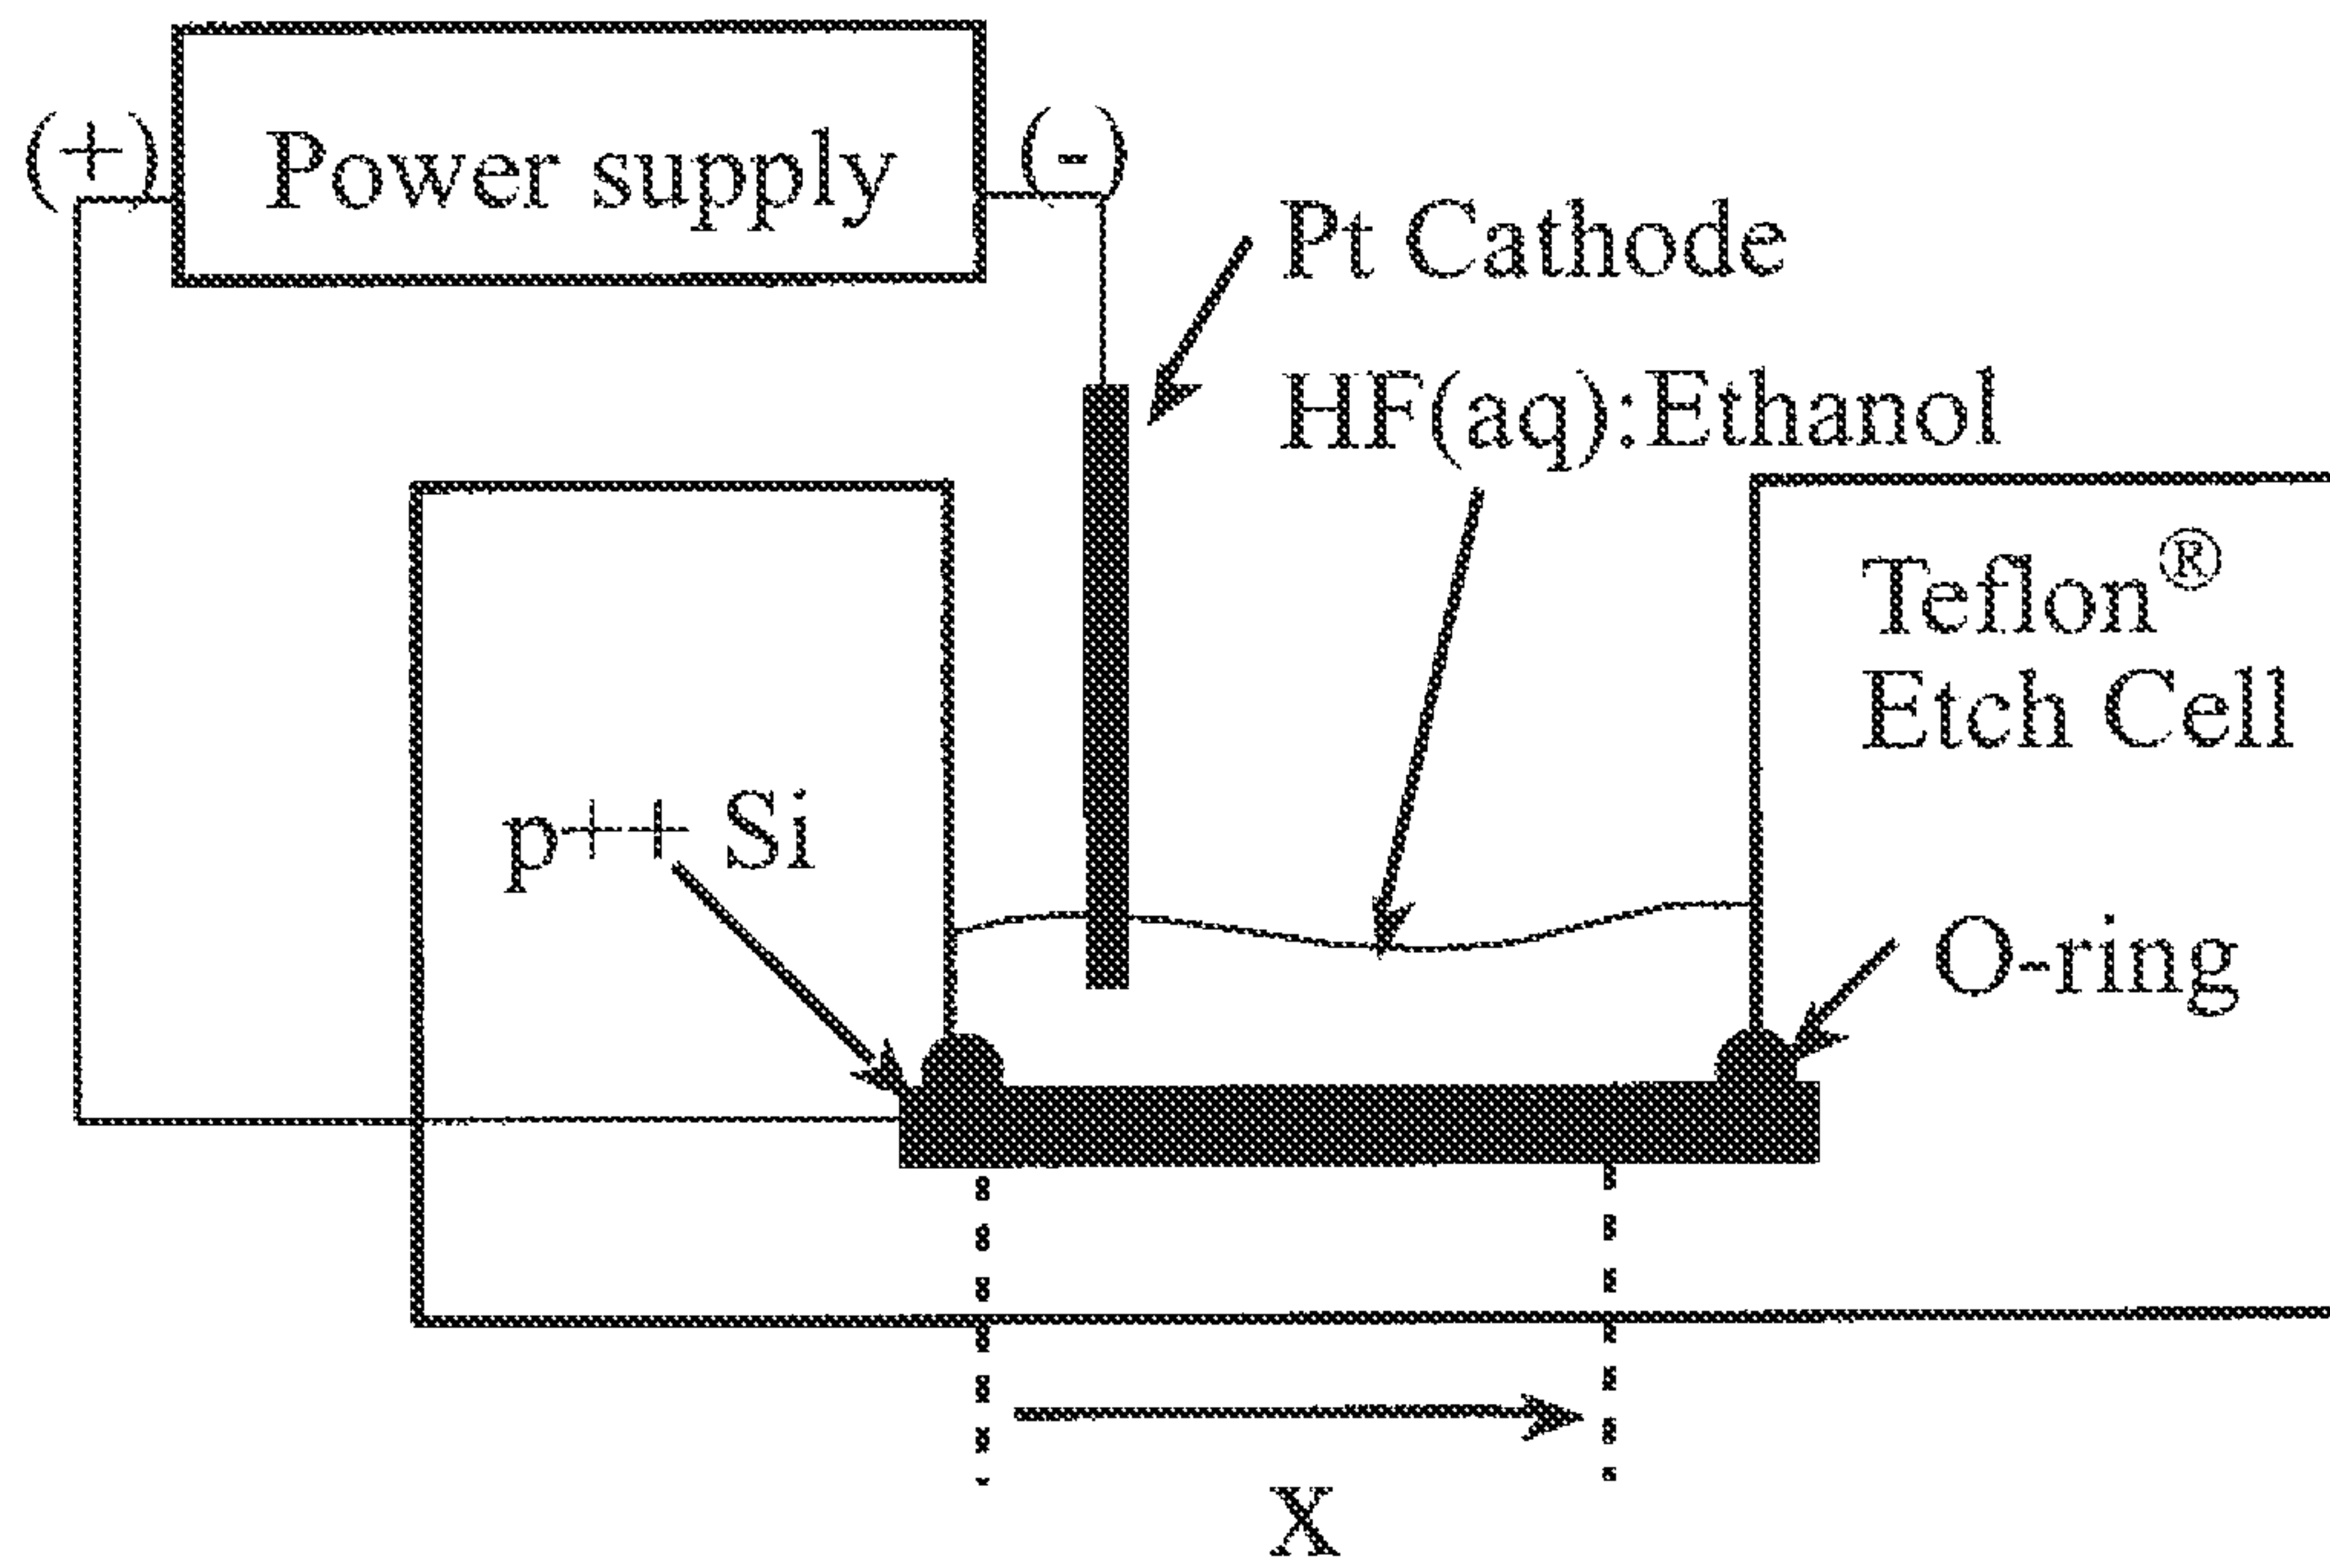 (+)
Power supply
(-)
Pt Cathode
HF(aq):Ethanol
Teflon®
Etch Cell
p++ Si
O-ring
X